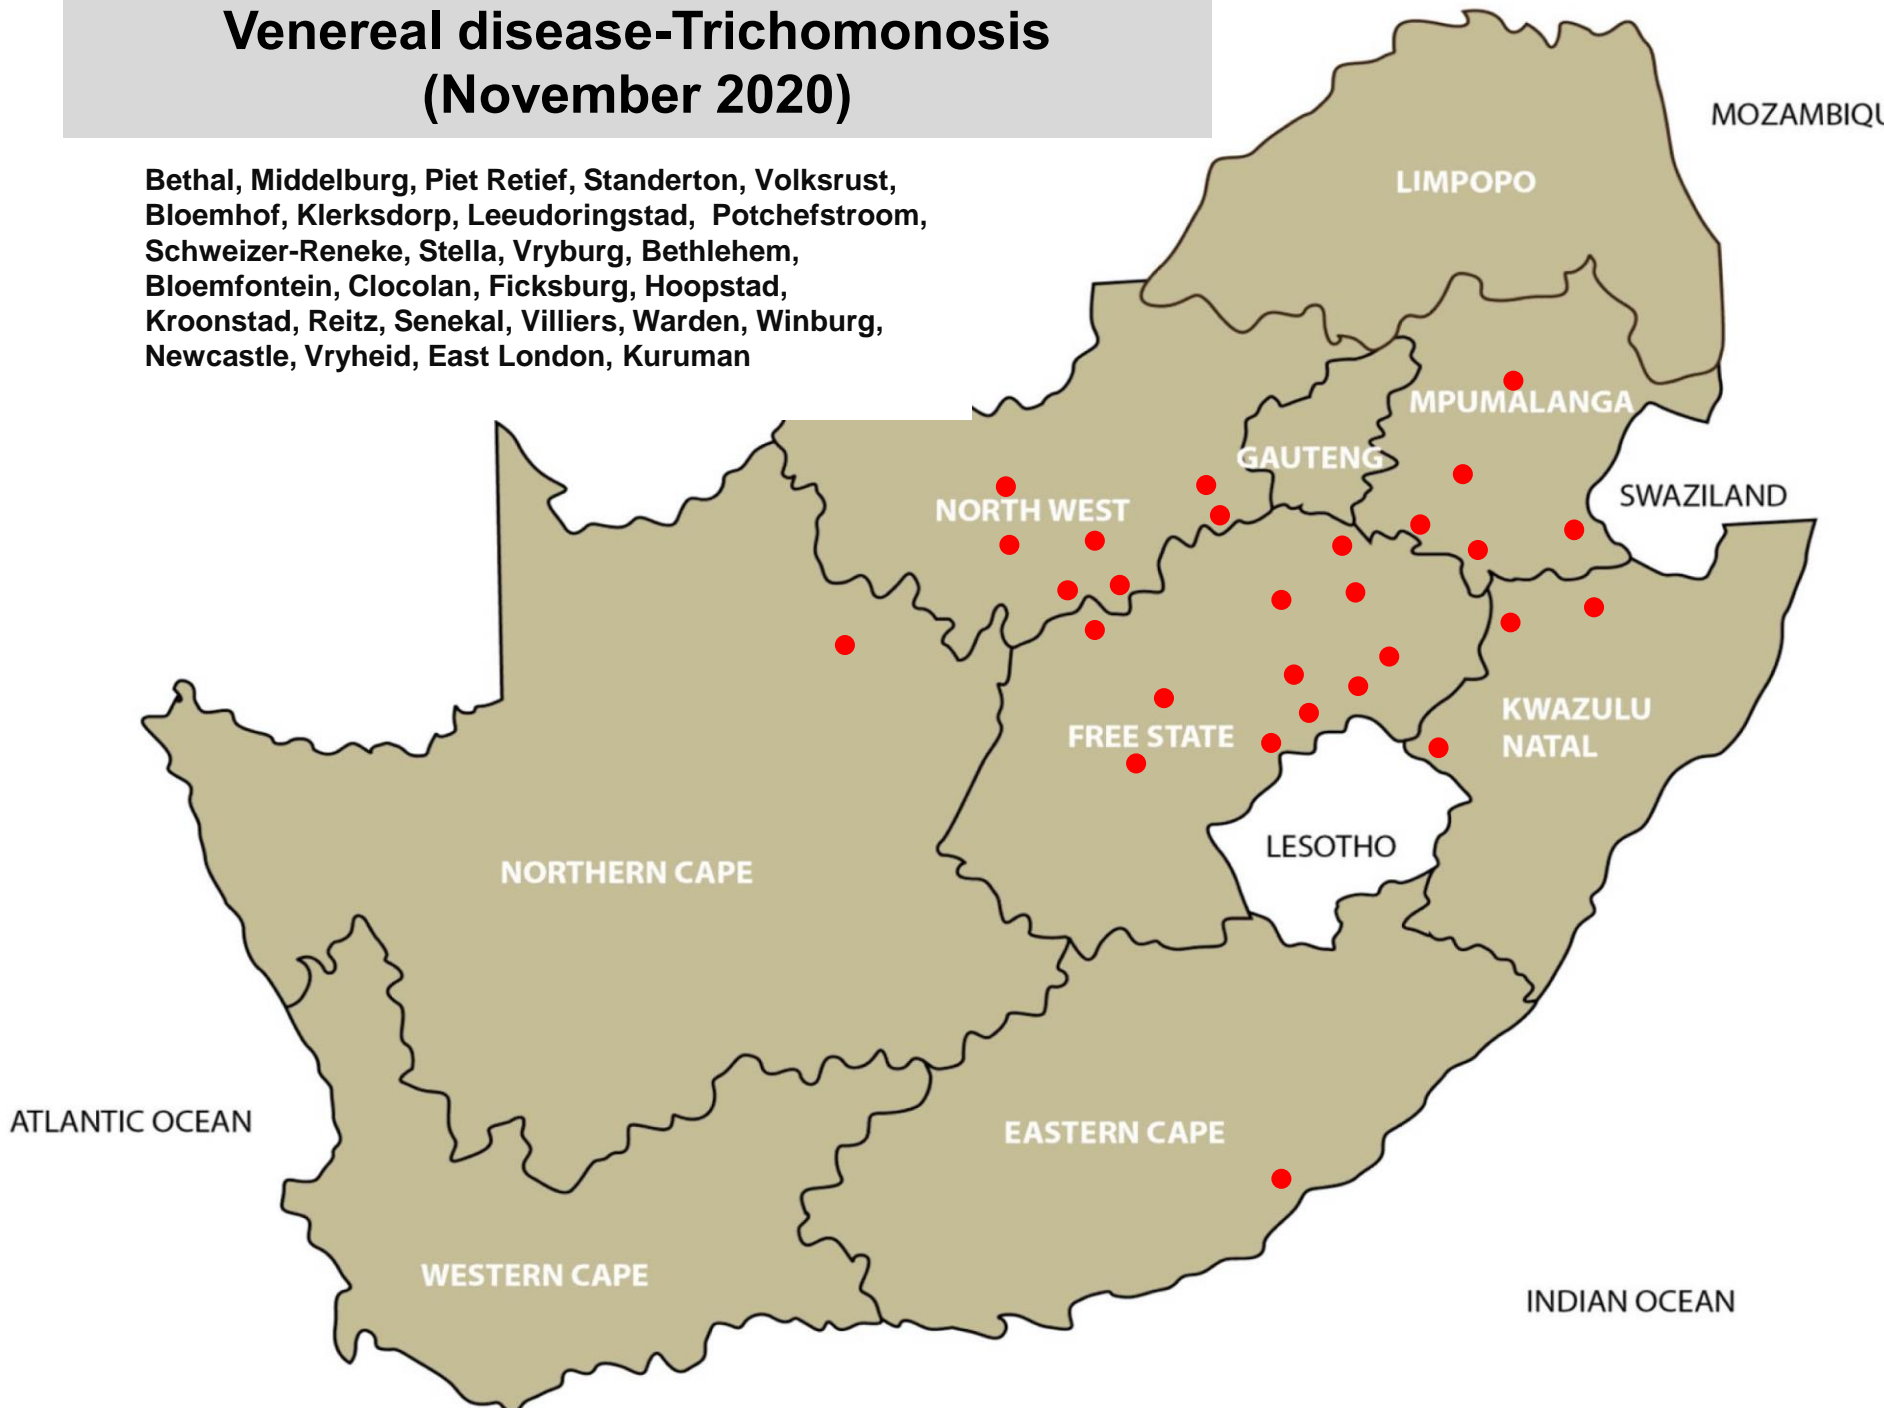 Venereal disease-Trichomonosis
(November 2020)
Bethal, Middelburg, Piet Retief, Standerton, Volksrust,
Bloemhof, Klerksdorp, Leeudoringstad, Potchefstroom,
Schweizer-Reneke, Stella, Vryburg, Bethlehem,
Bloemfontein, Clocolan, Ficksburg, Hoopstad,
Kroonstad, Reitz, Senekal, Villiers, Warden, Winburg,
Newcastle, Vryheid, East London, Kuruman
MOZAMBIQU
LIMPOPO
MPUMALANGA
GAUTENG
SWAZILAND
NORTH WEST
KWAZULU
NATAL
FREE STATE
LESOTHO
NORTHERN CAPE
ATLANTIC OCEAN
EASTERN CAPE
WESTERN CAPE
INDIAN OCEAN